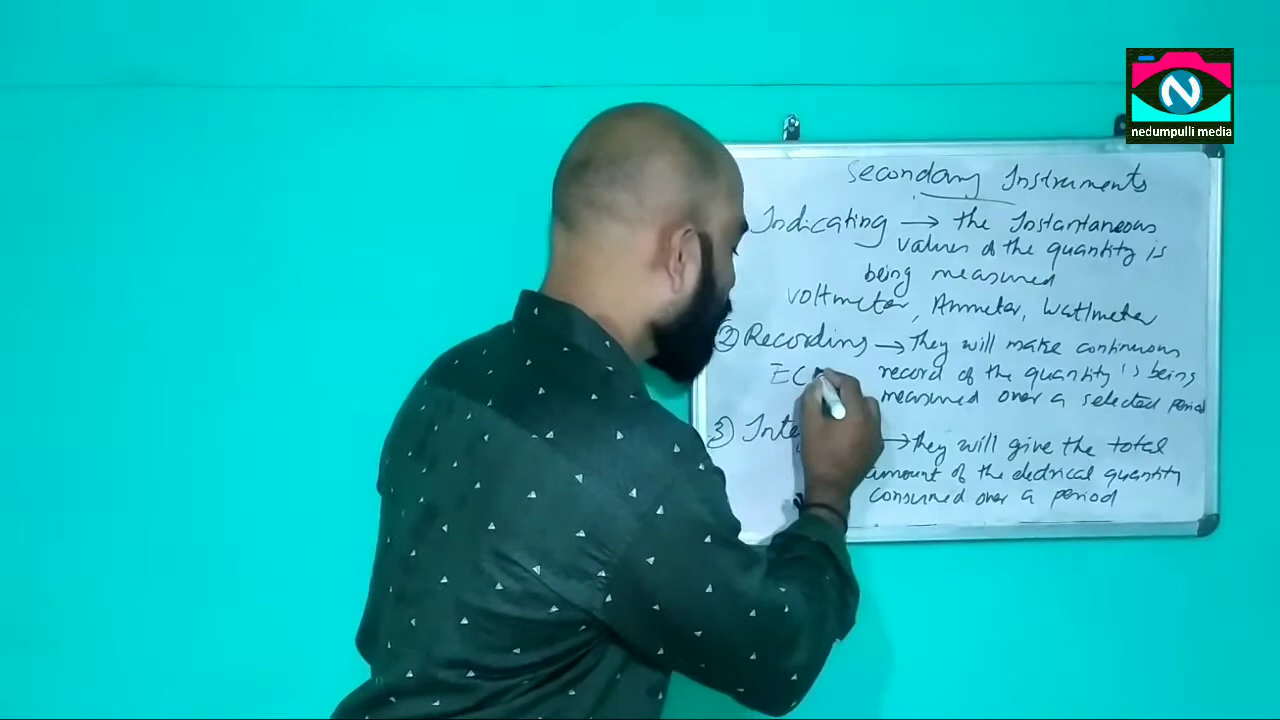 N
nedumpulli media
Secondary Instruments
Indicating → the Instantaneous
values of the quantity is
being measured
Voltmeter, Ammeter, Wattmeter
② Recording → They will make continuous
record of the quantity is being
measured over a selected period
EC
③ Inte → They will give the total
amount of the electrical quantity
consumed over a period